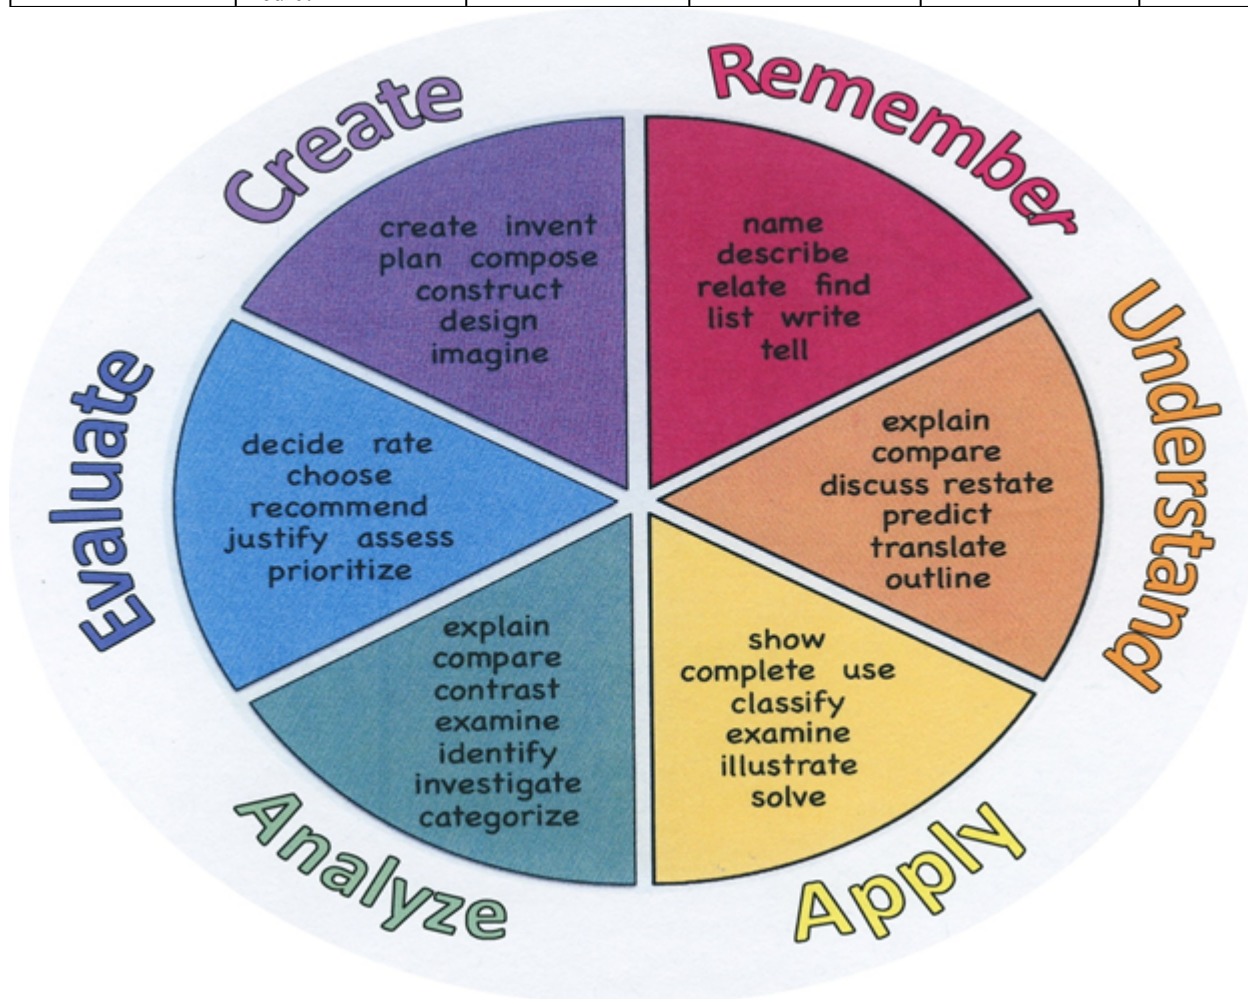 Remember
name
describe
relate find
list write
tell
Understand
explain
compare
discuss restate
predict
translate
outline
Apply
show
complete use
classify
examine
illustrate
solve
Analyze
explain
compare
contrast
examine
identify
investigate
categorize
Evaluate
decide rate
choose
recommend
justify assess
prioritize
Create
create invent
plan compose
construct
design
imagine